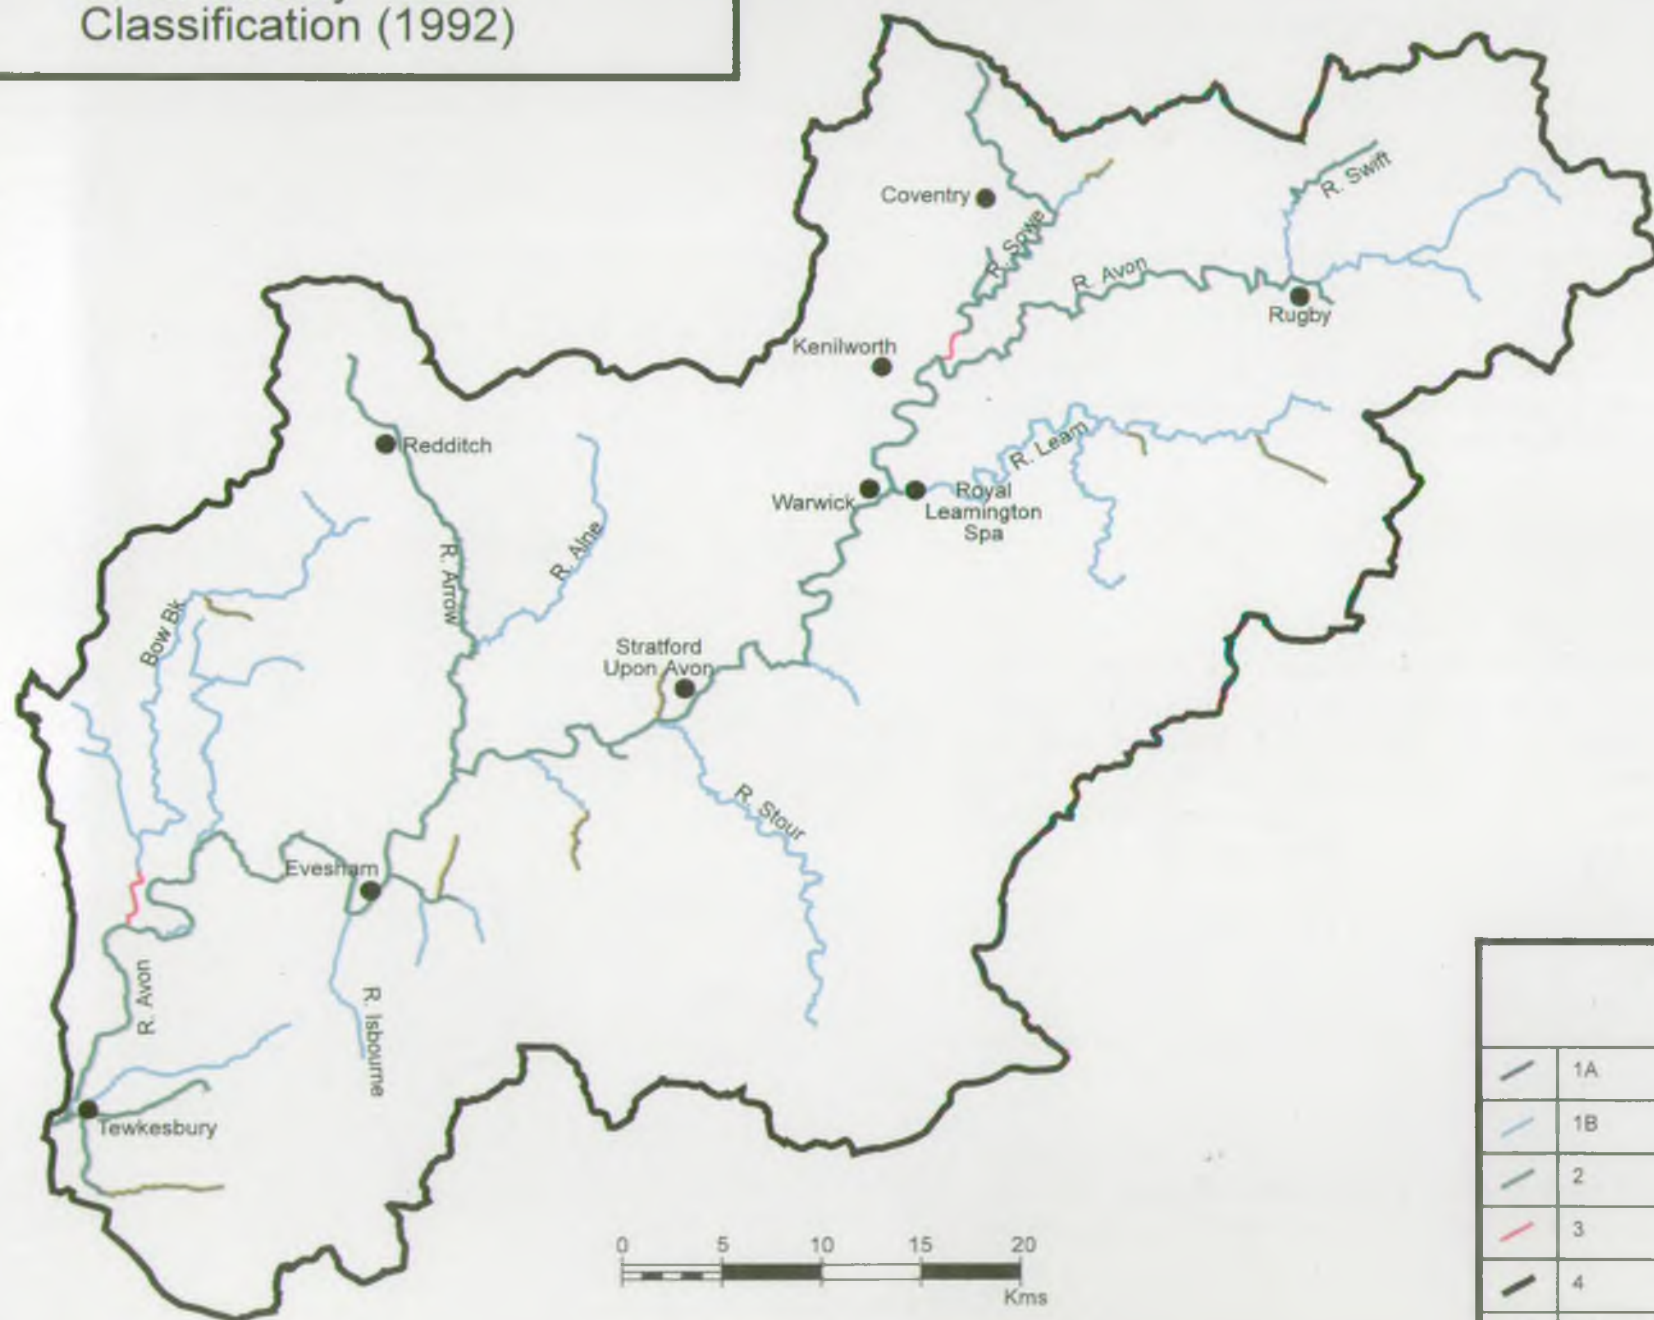 Classification (1992)
Coventry
R. Sowe
R. Swift
R. Avon
Rugby
Kenilworth
Redditch
R. Leam
Warwick
Royal
Leamington
Spa
R. Arrow
R. Alne
Bow Bk
Stratford
Upon Avon
R. Stour
Evesham
R. Avon
R. Isbourne
Tewkesbury
0 5 10 15 20
Kms
1A
1B
2
3
4